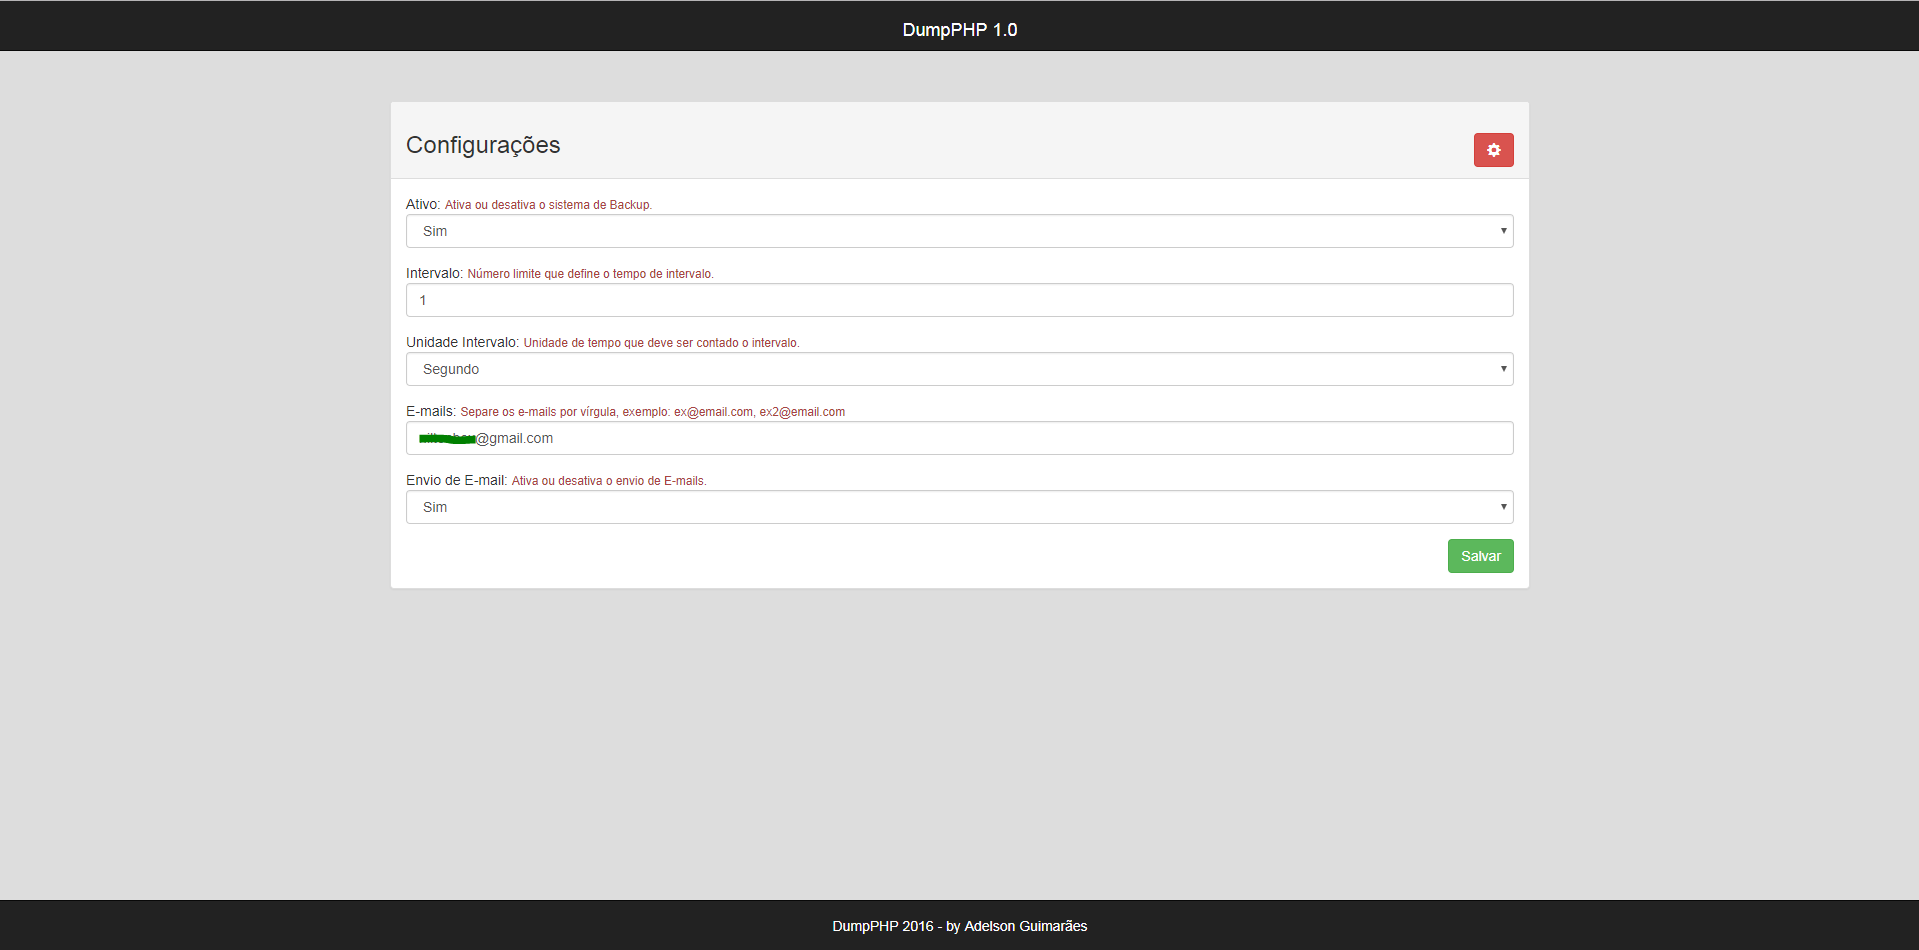 DumpPHP 1.0
Configurações
Ativo: Ativa ou desativa o sistema de Backup.
Sim
Intervalo: Número limite que define o tempo de intervalo.
1
Unidade Intervalo: Unidade de tempo que deve ser contado o intervalo.
Segundo
E-mails: Separe os e-mails por vírgula, exemplo: ex@email.com, ex2@email.com
@gmail.com
Envio de E-mail: Ativa ou desativa o envio de E-mails.
Sim
Salvar
DumpPHP 2016 - by Adelson Guimarães